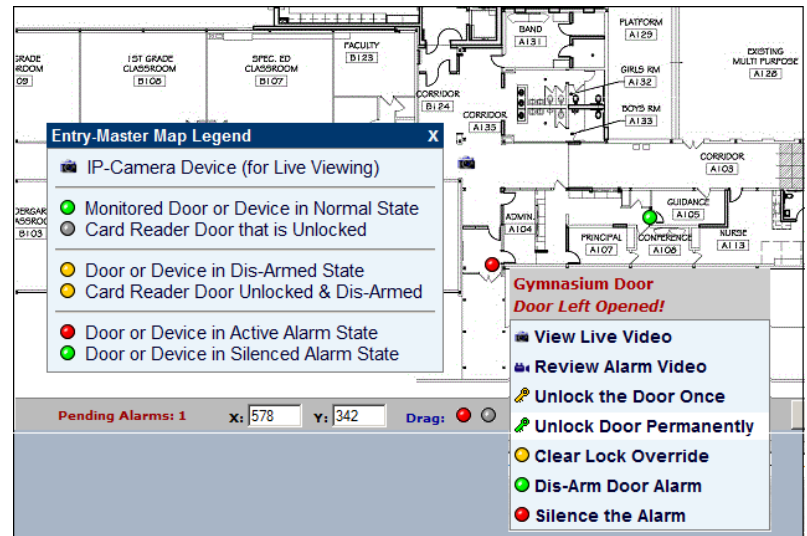 BAND
A131
PLATFORM
A129
GRADE
1ST GRADE
CLASSROOM
B108
SPEC. ED
CLASSROOM
B107
FACULTY
B123
EXISTING
MULTI PURPOSE
A128
GIRLS RM
A132
CORRIDOR
B124
CORRIDOR
A135
BOYS RM
A133
CORRIDOR
A103
Entry-Master Map Legend X
IP-Camera Device (for Live Viewing)
Monitored Door or Device in Normal State
Card Reader Door that is Unlocked
Door or Device in Dis-Armed State
Card Reader Door Unlocked & Dis-Armed
Door or Device in Active Alarm State
Door or Device in Silenced Alarm State
B103
ADMIN.
A104
GUIDANCE
A105
PRINCIPAL
A107
CONFERENCE
A108
NURSE
A113
Gymnasium Door
Door Left Opened!
View Live Video
Review Alarm Video
Unlock the Door Once
Unlock Door Permanently
Clear Lock Override
Dis-Arm Door Alarm
Silence the Alarm
Pending Alarms: 1 X: 578 Y: 342 Drag: